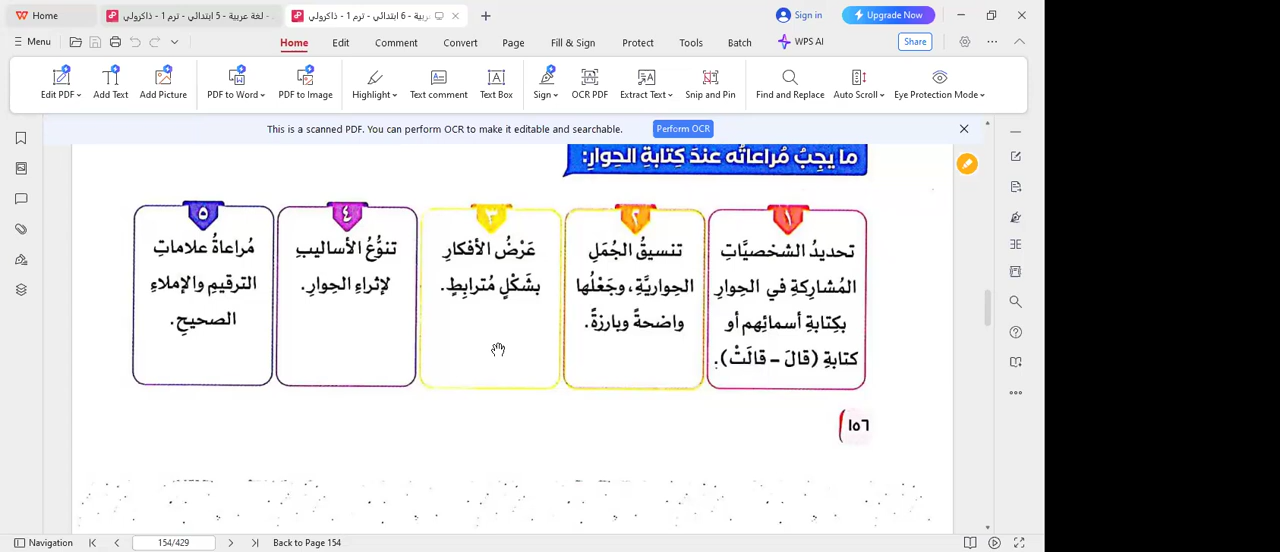 Home
لغة عربية - 5 ابتدائي - ترم 1 - ذاكرولي -
ـربية - 6 ابتدائي - ترم 1 - ذاكرولي
Sign in
Upgrade Now
Menu
Home Edit Comment Convert Page Fill & Sign Protect Tools Batch WPS AI
Share
Edit PDF Add Text Add Picture PDF to Word PDF to Image Highlight Text comment Text Box Sign OCR PDF Extract Text Snip and Pin Find and Replace Auto Scroll Eye Protection Mode
This is a scanned PDF. You can perform OCR to make it editable and searchable.
Perform OCR
ما يجِبُ مُراعاتُه عندَ كِتابةِ الحِوارِ:
١
تحديدُ الشخصيَّاتِ
المُشارِكةِ في الحِوارِ
بكِتابةِ أسمائِهم أو
كتابةِ (قالَ – قالَتْ).
٢
تنسيقُ الجُمَلِ
الحِواريَّةِ، وجَعْلُها
واضحةً وبارزةً.
٣
عَرْضُ الأفكارِ
بشَكْلٍ مُترابِطٍ.
٤
تنوُّعُ الأساليبِ
لإثراءِ الحِوارِ.
٥
مُراعاةُ علاماتِ
الترقيمِ والإملاءِ
الصحيحِ.
١٥٦
Navigation
154/429
Back to Page 154